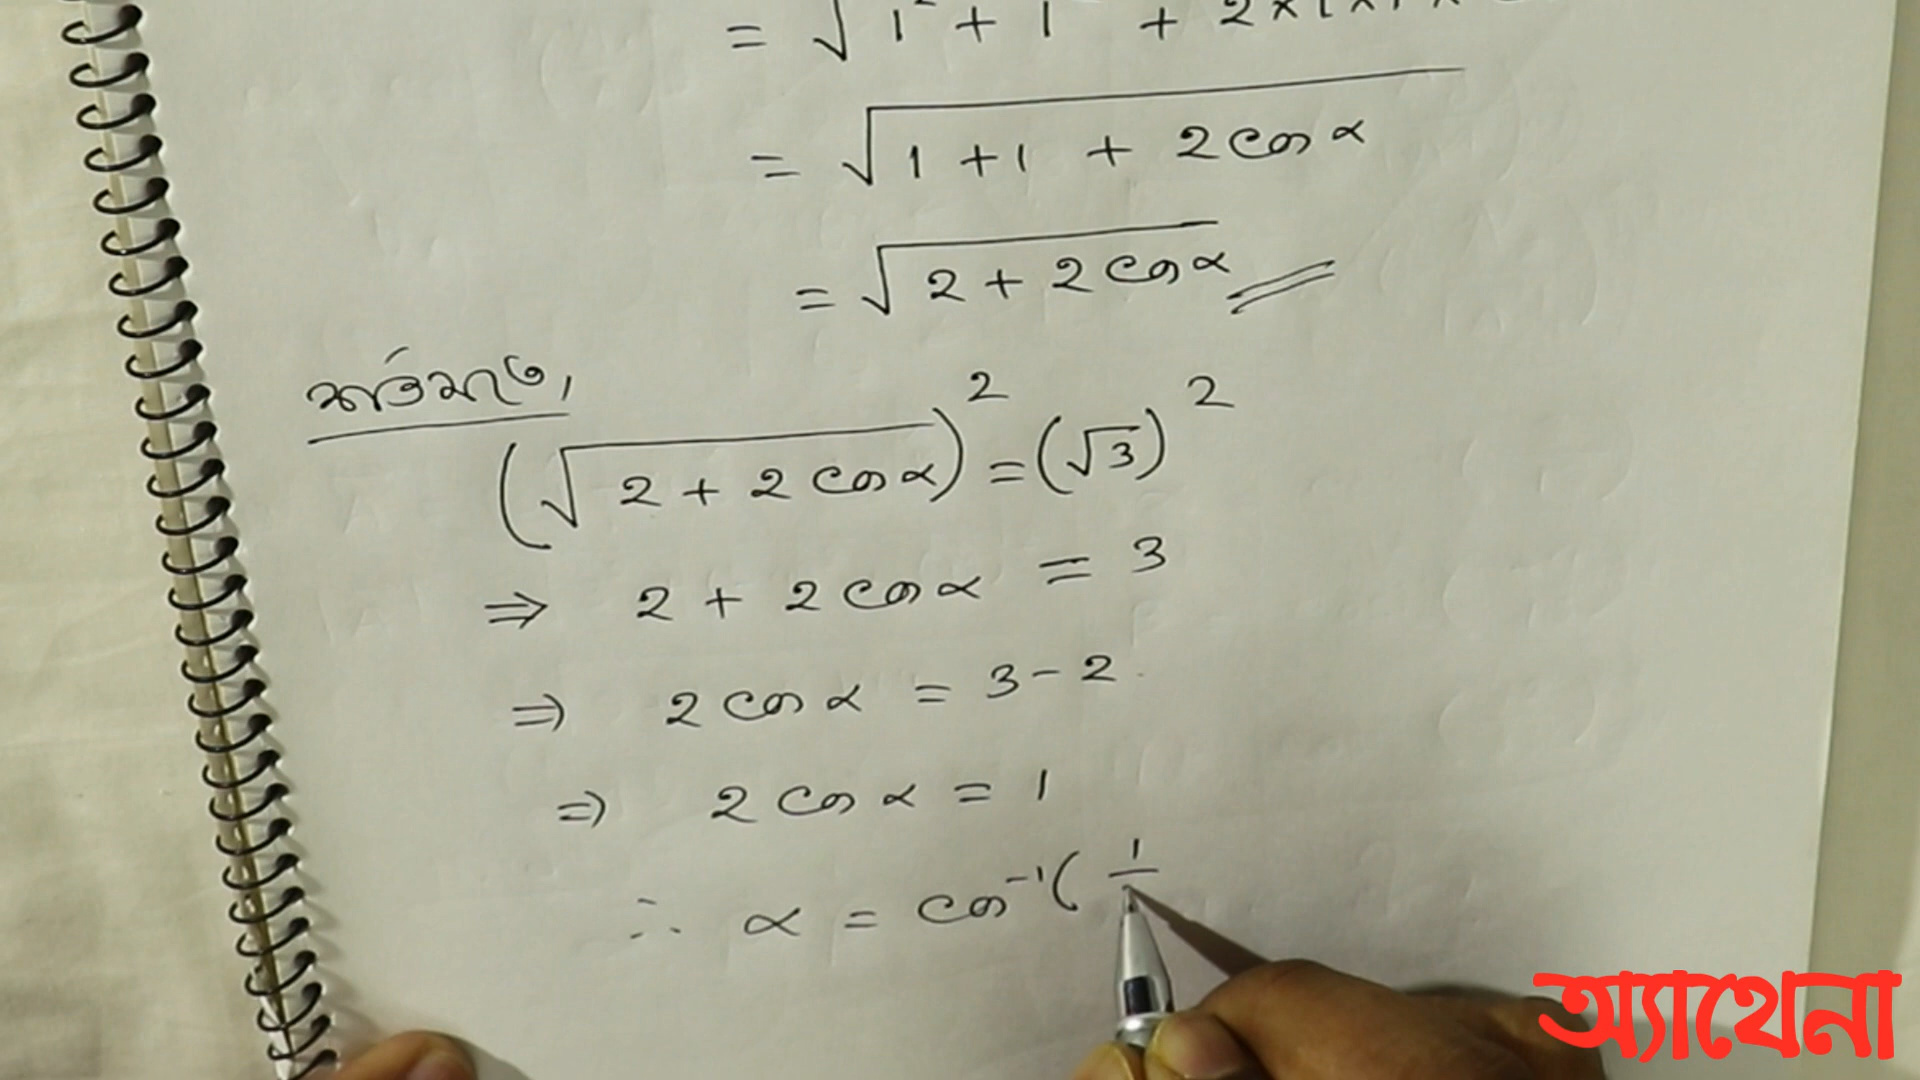 = √1² + 1 + 2×1×1×
= √1 + 1 + 2 cos α
= √2 + 2 cos α
শর্তমতে,
(√2 + 2 cos α)² = (√3)²
⇒ 2 + 2 cos α = 3
⇒ 2 cos α = 3 - 2
⇒ 2 cos α = 1
∴ α = cos⁻¹( 1
অ্যাথেনা